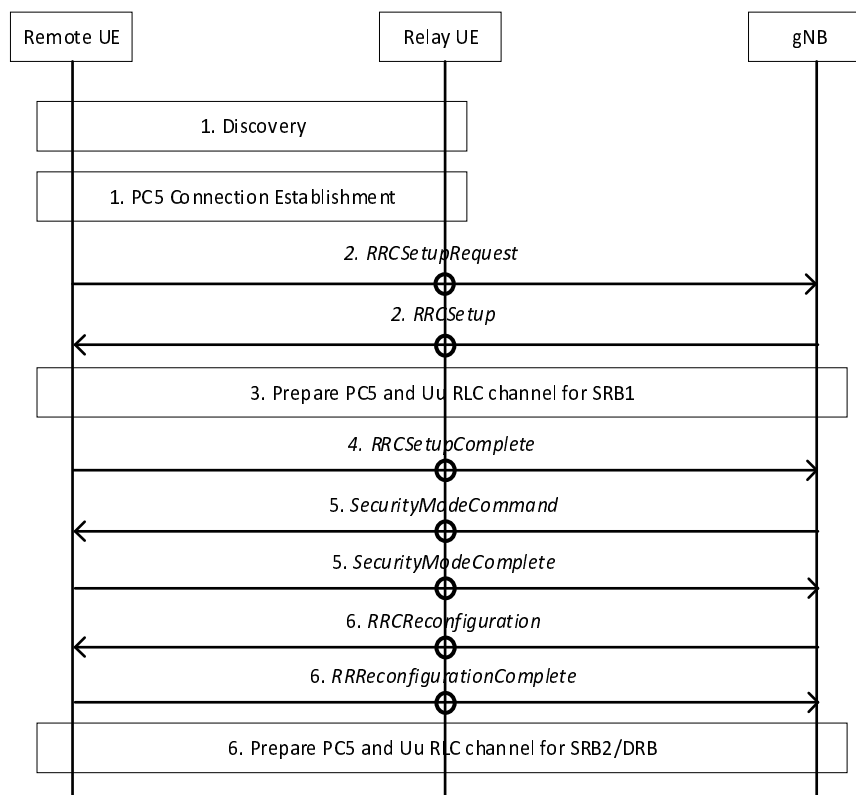 Remote UE
Relay UE
gNB
1. Discovery
1. PC5 Connection Establishment
2. RRCSetupRequest
2. RRCSetup
3. Prepare PC5 and Uu RLC channel for SRB1
4. RRCSetupComplete
5. SecurityModeCommand
5. SecurityModeComplete
6. RRCReconfiguration
6. RRReconfigurationComplete
6. Prepare PC5 and Uu RLC channel for SRB2/DRB